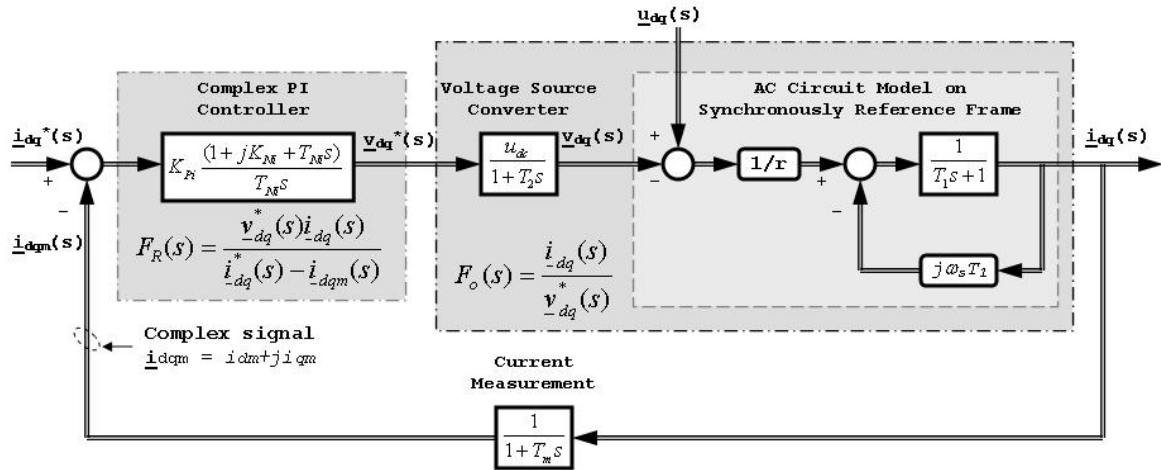 u_dq(s)
Complex PI
Controller
Voltage Source
Converter
AC Circuit Model on
Synchronously Reference Frame
i_dq*(s)
v_dq*(s)
v_dq(s)
i_dq(s)
K_Pi (1 + jK_Ni + T_Ni s) / (T_Ni s)
u_dc / (1 + T_2 s)
1/r
1 / (T_1 s + 1)
+
−
+
−
+
−
i_dqm(s)
F_R(s) = v*_dq(s) i_dq(s) / (i*_dq(s) − i_dqm(s))
F_o(s) = i_dq(s) / v*_dq(s)
jω_s T_1
Complex signal
i_dqm = idm+jiqm
Current
Measurement
1 / (1 + T_m s)